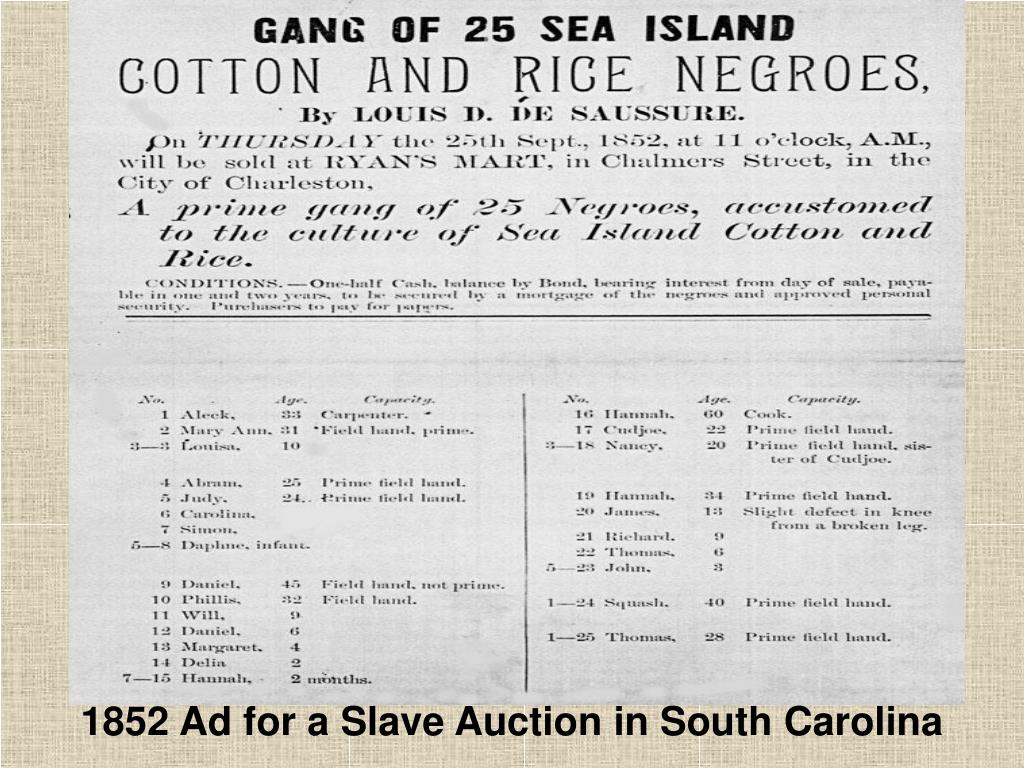 GANG OF 25 SEA ISLAND
COTTON AND RICE NEGROES,
By LOUIS D. DE SAUSSURE.
On THURSDAY the 25th Sept., 1852, at 11 o'clock, A.M.,
will be sold at RYAN'S MART, in Chalmers Street, in the
City of Charleston,
A prime gang of 25 Negroes, accustomed
to the culture of Sea Island Cotton and
Rice.
CONDITIONS.—One-half Cash, balance by Bond, bearing interest from day of sale, paya-
ble in one and two years, to be secured by a mortgage of the negroes and approved personal
security. Purchasers to pay for papers.
No. Age. Capacity.
1 Aleck, 33 Carpenter.
2 Mary Ann, 31 Field hand, prime.
3—3 Louisa, 10
4 Abram, 25 Prime field hand.
5 Judy, 24 Prime field hand.
6 Carolina,
7 Simon,
5—8 Daphne, infant.
9 Daniel, 45 Field hand, not prime.
10 Phillis, 32 Field hand.
11 Will, 9
12 Daniel, 6
13 Margaret, 4
14 Delia 2
7—15 Hannah, 2 months.
No. Age. Capacity.
16 Hannah, 60 Cook.
17 Cudjoe, 22 Prime field hand.
3—18 Nancy, 20 Prime field hand, sis-
ter of Cudjoe.
19 Hannah, 34 Prime field hand.
20 James, 13 Slight defect in knee
from a broken leg.
21 Richard, 9
22 Thomas, 6
5—23 John, 3
1—24 Squash, 40 Prime field hand.
1—25 Thomas, 28 Prime field hand.
1852 Ad for a Slave Auction in South Carolina